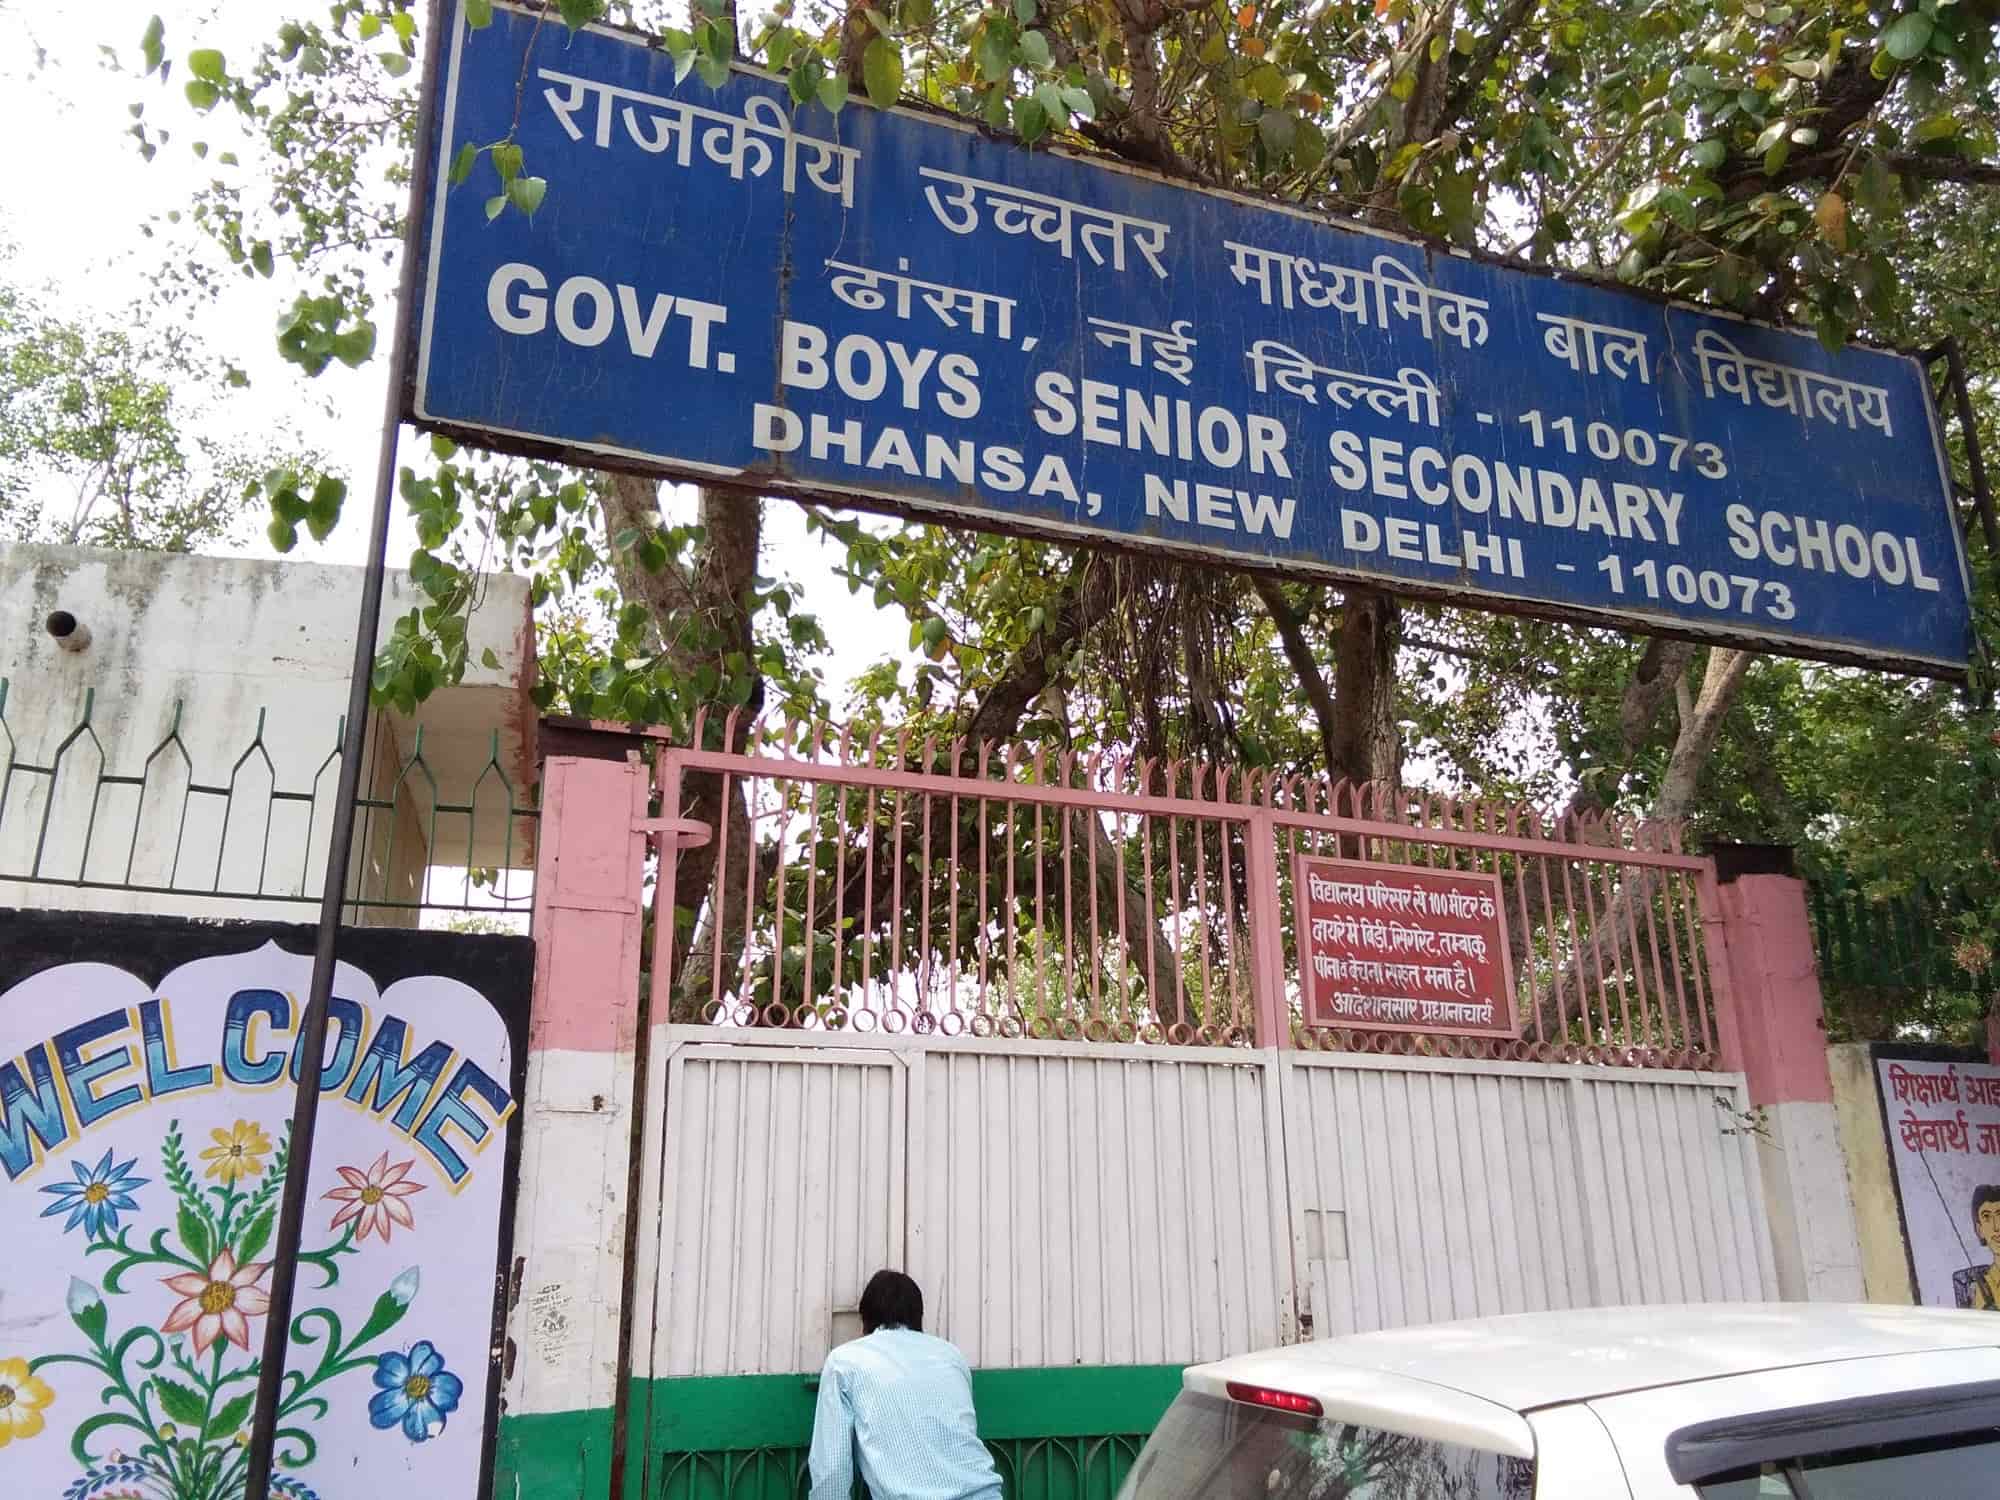 राजकीय उच्चतर माध्यमिक बाल विद्यालय
ढांसा, नई दिल्ली - 110073
GOVT. BOYS SENIOR SECONDARY SCHOOL
DHANSA, NEW DELHI - 110073
विद्यालय परिसर से 100 मीटर के
दायरे मे बिडी, सिगरेट, तम्बाकू
पीना व बेचना सख्त मना है।
आदेशानुसार प्रधानाचार्य
WELCOME
शिक्षार्थ
सेवार्थ